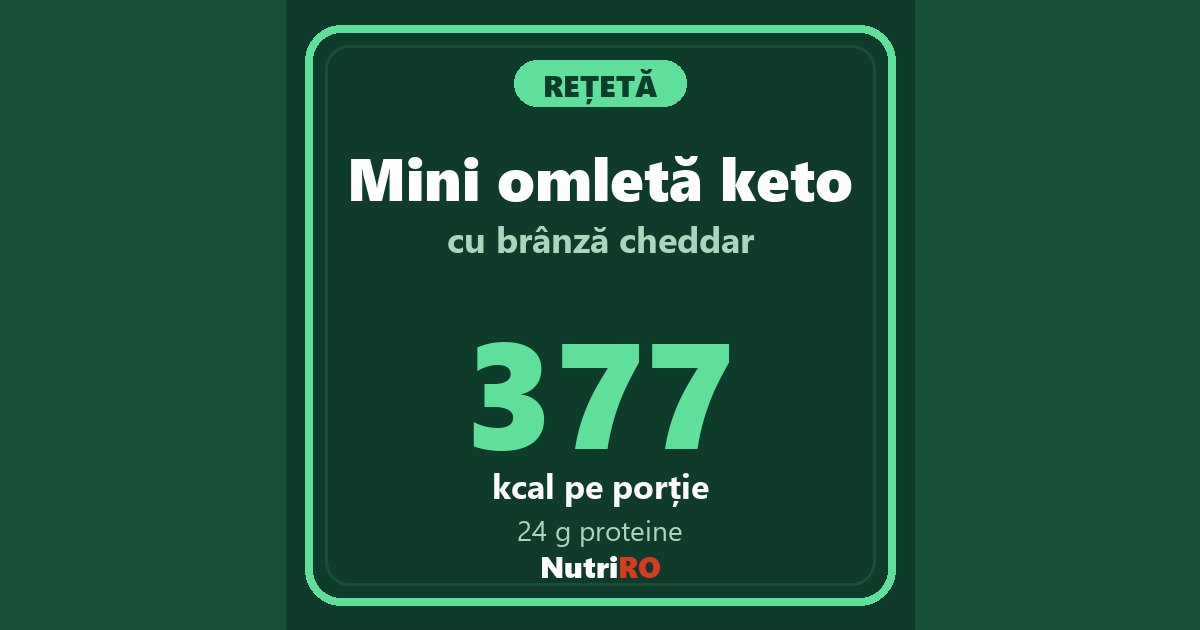 REȚETĂ
Mini omletă keto
cu brânză cheddar
377
kcal pe porție
24 g proteine
NutriRO